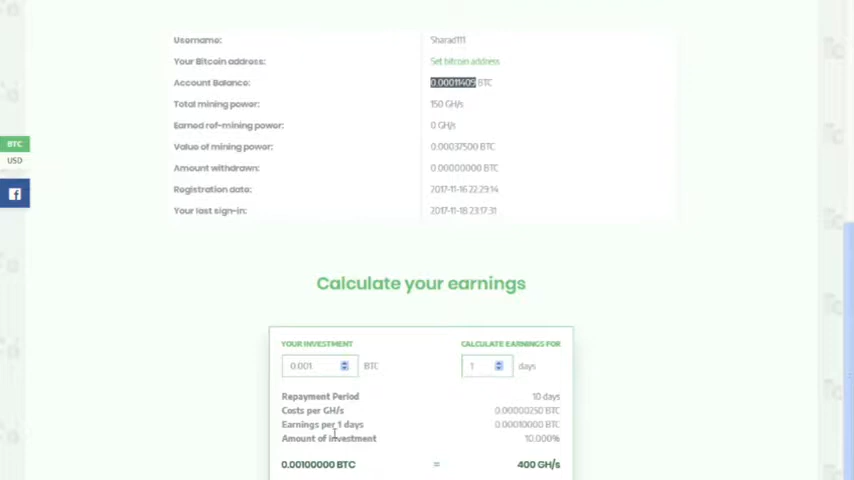 Username: Sharad111
Your Bitcoin address: Set bitcoin address
Account Balance: 0.00011409 BTC
Total mining power: 150 GH/s
Earned ref-mining power: 0 GH/s
BTC
Value of mining power: 0.00037500 BTC
USD
Amount withdrawn: 0.00000000 BTC
Registration date: 2017-11-16 22:29:14
Your last sign-in: 2017-11-18 23:17:31
Calculate your earnings
YOUR INVESTMENT CALCULATE EARNINGS FOR
0.001 BTC 1 days
Repayment Period 10 days
Costs per GH/s 0.00000250 BTC
Earnings per 1 days 0.00010000 BTC
Amount of investment 10.000%
0.00100000 BTC = 400 GH/s